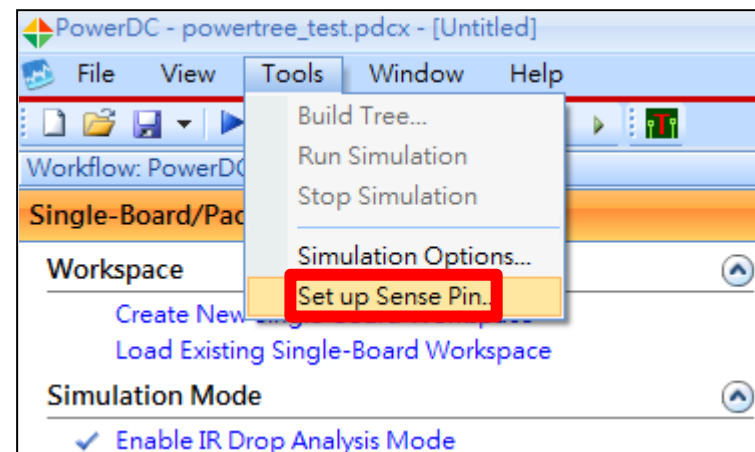 PowerDC - powertree_test.pdcx - [Untitled]
File View Tools Window Help
Build Tree...
Run Simulation
Stop Simulation
Simulation Options...
Set up Sense Pin..
Workflow: PowerDC
Single-Board/Pac
Workspace
Create New
Load Existing Single-Board Workspace
Simulation Mode
Enable IR Drop Analysis Mode